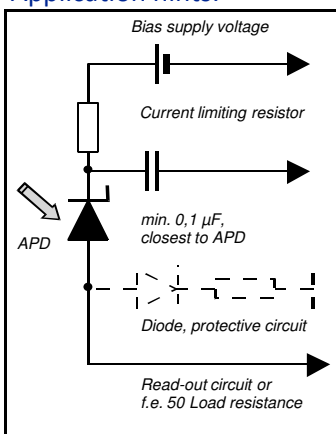 Application hints:
Bias supply voltage
Current limiting resistor
min. 0,1 µF,
closest to APD
APD
Diode, protective circuit
Read-out circuit or
f.e. 50 Load resistance